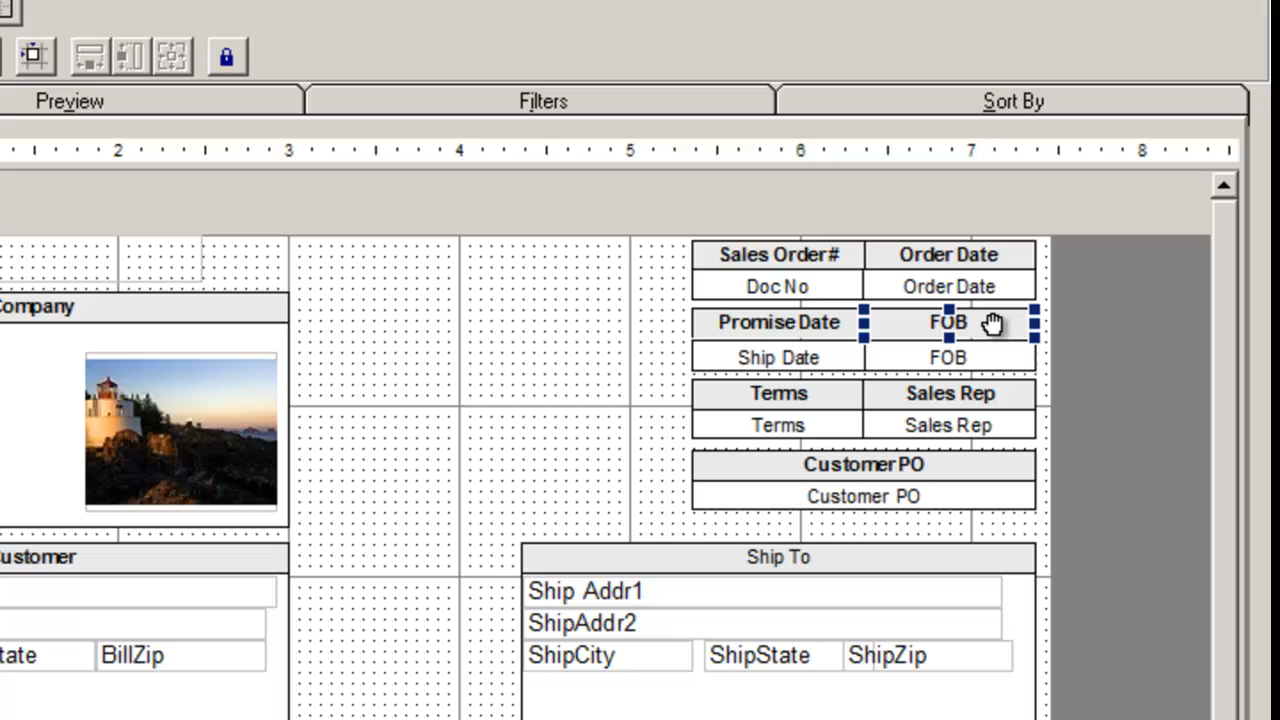 Preview Filters Sort By
2 3 4 5 6 7 8
Sales Order# Order Date
Doc No Order Date
Company
Promise Date FOB
Ship Date FOB
Terms Sales Rep
Terms Sales Rep
Customer PO
Customer PO
ustomer Ship To
Ship Addr1
ShipAddr2
tate BillZip ShipCity ShipState ShipZip